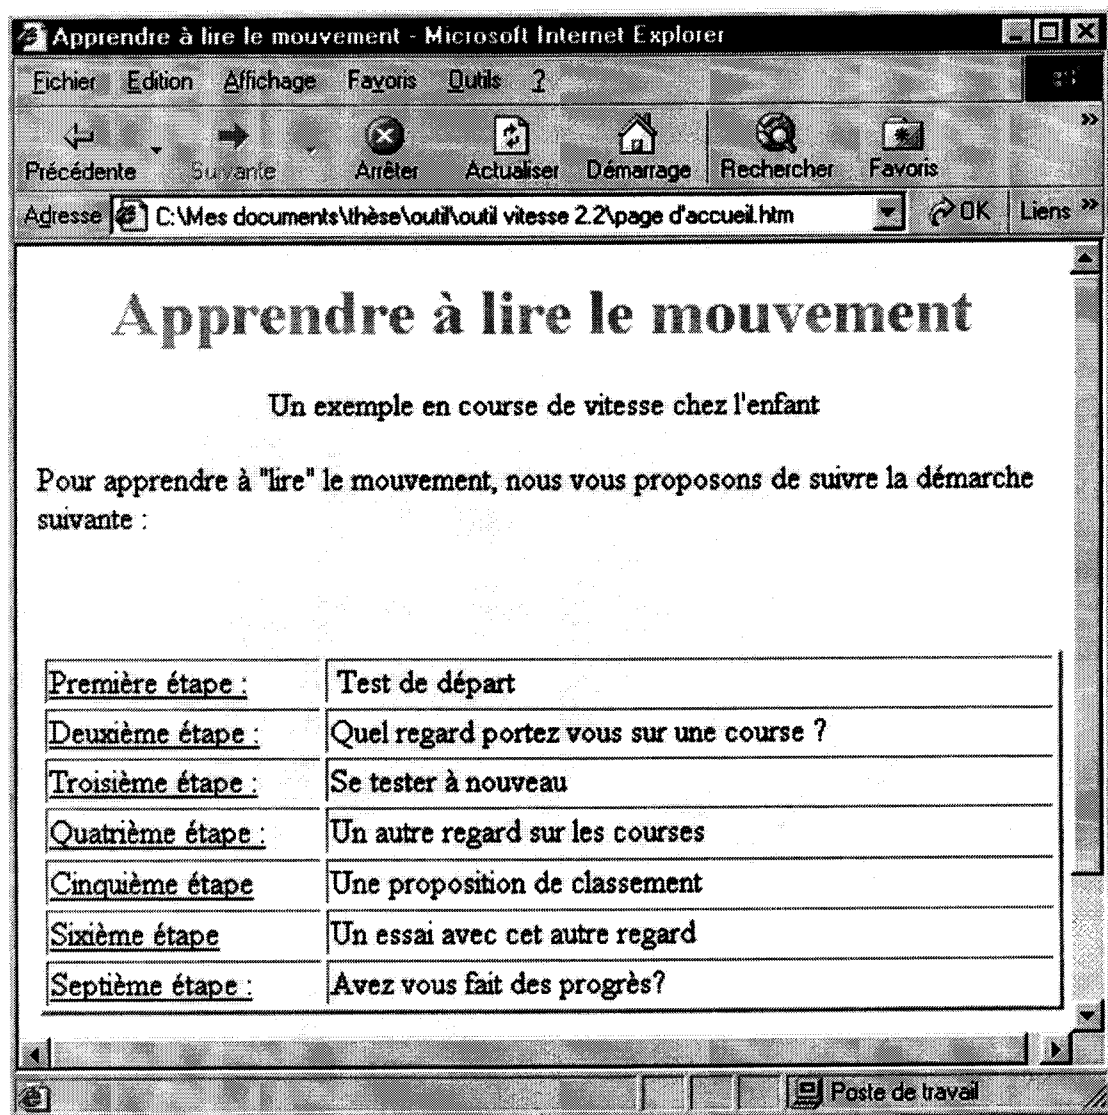 Apprendre à lire le mouvement - Microsoft Internet Explorer
Fichier Edition Affichage Favoris Outils ?
Précédente Suivante Arrêter Actualiser Démarrage Rechercher Favoris »
Adresse C:\Mes documents\thèse\outil\outil vitesse 2.2\page d'accueil.htm OK Liens »
Apprendre à lire le mouvement
Un exemple en course de vitesse chez l'enfant
Pour apprendre à "lire" le mouvement, nous vous proposons de suivre la démarche
suivante :
Première étape : Test de départ
Deuxième étape : Quel regard portez vous sur une course ?
Troisième étape : Se tester à nouveau
Quatrième étape : Un autre regard sur les courses
Cinquième étape Une proposition de classement
Sixième étape Un essai avec cet autre regard
Septième étape : Avez vous fait des progrès?
Poste de travail